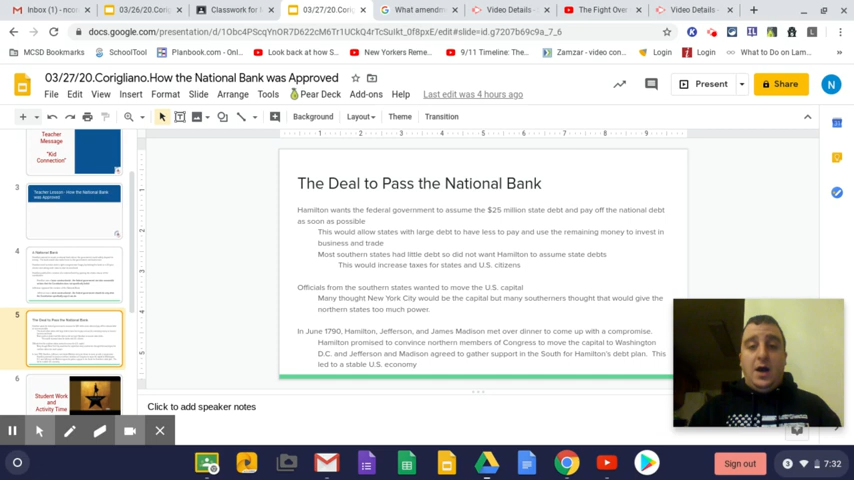 Inbox (1) - ncori
03/26/20.Corigl
Classwork for
03/27/20.Corigl
What amendm
Video Details -
The Fight Over
Video Details -
docs.google.com/presentation/d/1Obc4PScqYnOR7D622cM6Tr1UCkQ4rTcSuIkt_0f8pxE/edit#slide=id.g7207b69c9a_7_6
MCSD Bookmarks
SchoolTool
Planbook.com - Onl...
Look back at how S...
New Yorkers Reme...
9/11 Timeline: The...
Zamzar - video con...
Login
Login
What to Do on Lam...
03/27/20.Corigliano.How the National Bank was Approved
File Edit View Insert Format Slide Arrange Tools Pear Deck Add-ons Help Last edit was 4 hours ago
Present
Share
N
Background Layout Theme Transition
Teacher
Message
"Kid
Connection"
3
Teacher Lesson - How the National Bank
was Approved
4
A National Bank
5
The Deal to Pass the National Bank
6
Student Work
and
Activity Time
The Deal to Pass the National Bank
Hamilton wants the federal government to assume the $25 million state debt and pay off the national debt
as soon as possible
This would allow states with large debt to have less to pay and use the remaining money to invest in
business and trade
Most southern states had little debt so did not want Hamilton to assume state debts
This would increase taxes for states and U.S. citizens
Officials from the southern states wanted to move the U.S. capital
Many thought New York City would be the capital but many southerners thought that would give the
northern states too much power.
In June 1790, Hamilton, Jefferson, and James Madison met over dinner to come up with a compromise.
Hamilton promised to convince northern members of Congress to move the capital to Washington
D.C. and Jefferson and Madison agreed to gather support in the South for Hamilton's debt plan. This
led to a stable U.S. economy
Click to add speaker notes
Sign out
3
7:32